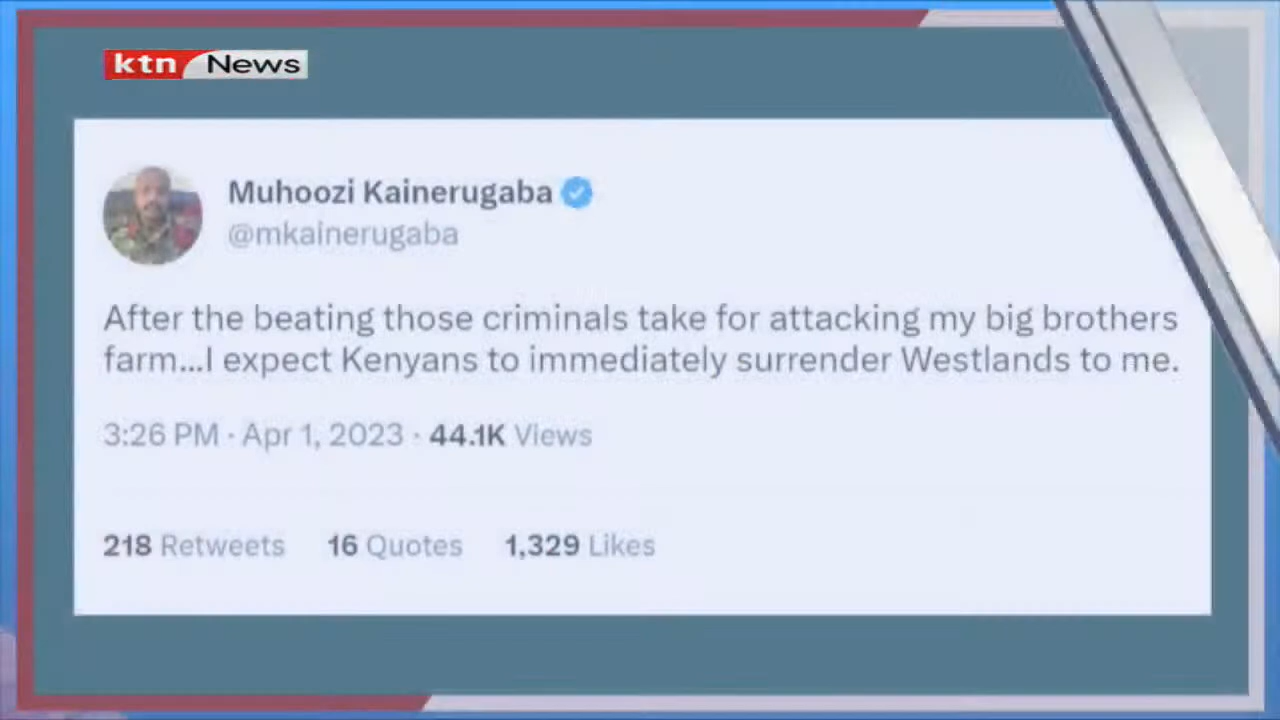 ktn News
Muhoozi Kainerugaba
@mkainerugaba
After the beating those criminals take for attacking my big brothers
farm...I expect Kenyans to immediately surrender Westlands to me.
3:26 PM · Apr 1, 2023 · 44.1K Views
218 Retweets 16 Quotes 1,329 Likes